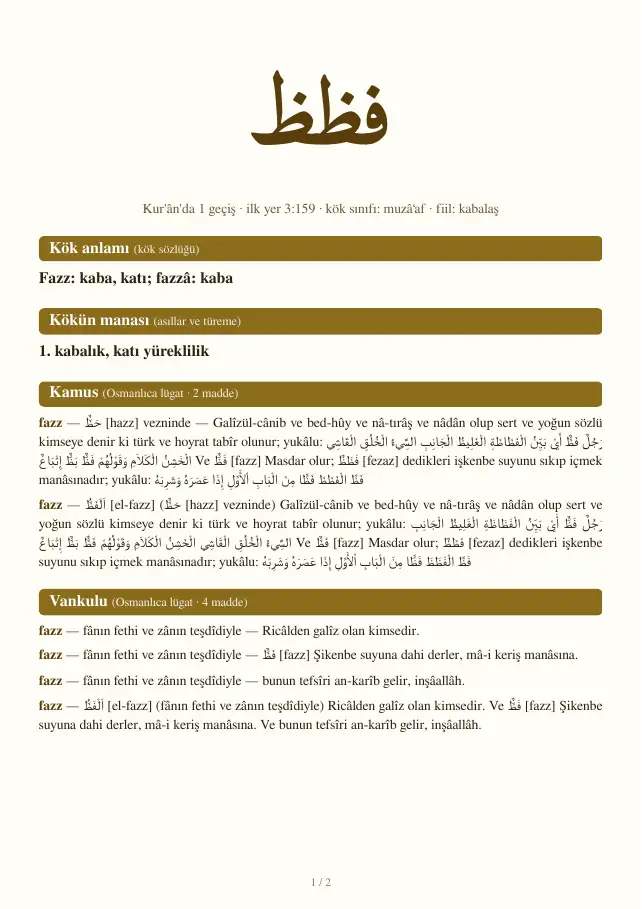 فظظ
Kur'ân'da 1 geçiş · ilk yer 3:159 · kök sınıfı: muzâ'af · fiil: kabalaş
Kök anlamı (kök sözlüğü)
Fazz: kaba, katı; fazzâ: kaba
Kökün manası (asıllar ve türeme)
1. kabalık, katı yüreklilik
Kamus (Osmanlıca lügat · 2 madde)
fazz — حَظٌّ [hazz] vezninde — Galîzül-cânib ve bed-hûy ve nâ-tırâş ve nâdân olup sert ve yoğun sözlü
kimseye denir ki türk ve hoyrat tabîr olunur; yukâlu: رَجُلٌ فَظٌّ أَيْ بَيِّنُ الْفَظَاظَةِ الْغَلِيظُ الْجَانِبِ السَّيِءُ الْخُلُقِ الْقَاسِي
الْخَشِنُ الْكَلَامِ وَقَوْلُهُمْ فَظٌّ بَظٌّ إِتْبَاعٌ Ve فَظٌّ [fazz] Masdar olur; فَظَظٌ [fezaz] dedikleri işkenbe suyunu sıkıp içmek
manâsınadır; yukâlu: فَظَّ الْفَظَظَ فَظًّا مِنَ الْبَابِ الْأَوَّلِ إِذَا عَصَرَهُ وَشَرِبَهُ
fazz — اَلْفَظُّ [el-fazz] (حَظٌّ [hazz] vezninde) Galîzül-cânib ve bed-hûy ve nâ-tırâş ve nâdân olup sert ve
yoğun sözlü kimseye denir ki türk ve hoyrat tabîr olunur; yukâlu: رَجُلٌ فَظٌّ أَيْ بَيِّنُ الْفَظَاظَةِ الْغَلِيظُ الْجَانِبِ
السَّيِءُ الْخُلُقِ الْقَاسِي الْخَشِنُ الْكَلَامِ وَقَوْلُهُمْ فَظٌّ بَظٌّ إِتْبَاعٌ Ve فَظٌّ [fazz] Masdar olur; فَظَظٌ [fezaz] dedikleri işkenbe
suyunu sıkıp içmek manâsınadır; yukâlu: فَظَّ الْفَظَظَ فَظًّا مِنَ الْبَابِ الْأَوَّلِ إِذَا عَصَرَهُ وَشَرِبَهُ
Vankulu (Osmanlıca lügat · 4 madde)
fazz — fânın fethi ve zânın teşdîdiyle — Ricâlden galîz olan kimsedir.
fazz — fânın fethi ve zânın teşdîdiyle — فَظٌّ [fazz] Şikenbe suyuna dahi derler, mâ-i keriş manâsına.
fazz — fânın fethi ve zânın teşdîdiyle — bunun tefsîri an-karîb gelir, inşâallâh.
fazz — اَلْفَظُّ [el-fazz] (fânın fethi ve zânın teşdîdiyle) Ricâlden galîz olan kimsedir. Ve فَظٌّ [fazz] Şikenbe
suyuna dahi derler, mâ-i keriş manâsına. Ve bunun tefsîri an-karîb gelir, inşâallâh.
1 / 2